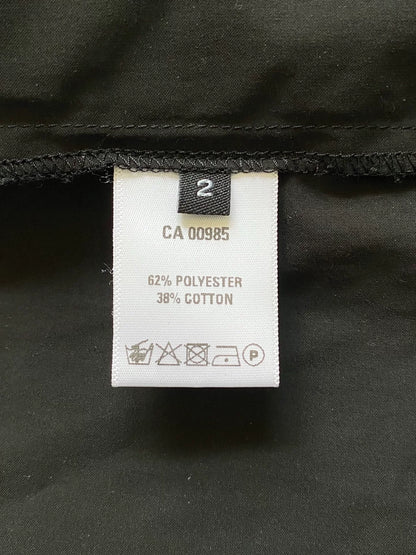 2
CA 00985
62% POLYESTER
38% COTTON
P